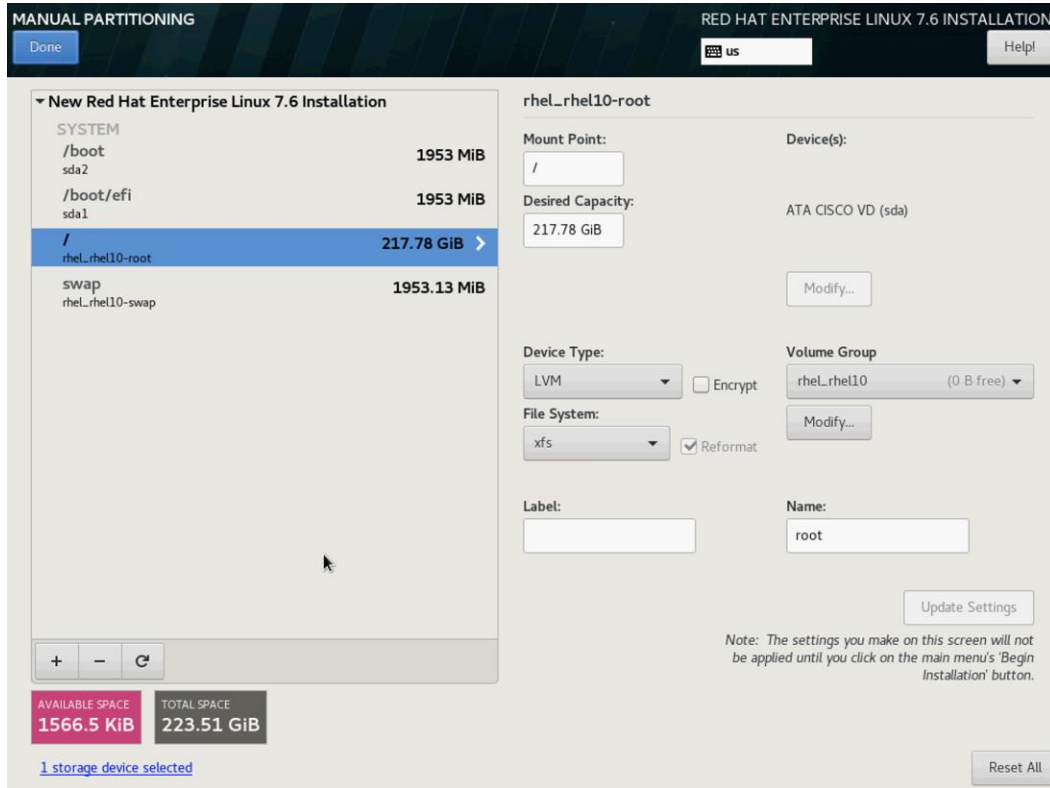 MANUAL PARTITIONING
RED HAT ENTERPRISE LINUX 7.6 INSTALLATION
Done
us
Help!
New Red Hat Enterprise Linux 7.6 Installation
SYSTEM
/boot
1953 MiB
sda2
/boot/efi
1953 MiB
sda1
/
217.78 GiB
rhel_rhel10-root
swap
1953.13 MiB
rhel_rhel10-swap
+ −
AVAILABLE SPACE
1566.5 KiB
TOTAL SPACE
223.51 GiB
1 storage device selected
rhel_rhel10-root
Mount Point:
/
Device(s):
Desired Capacity:
217.78 GiB
ATA CISCO VD (sda)
Modify...
Device Type:
LVM
Encrypt
Volume Group
rhel_rhel10 (0 B free)
File System:
xfs
Reformat
Modify...
Label:
Name:
root
Update Settings
Note: The settings you make on this screen will not
be applied until you click on the main menu's 'Begin
Installation' button.
Reset All